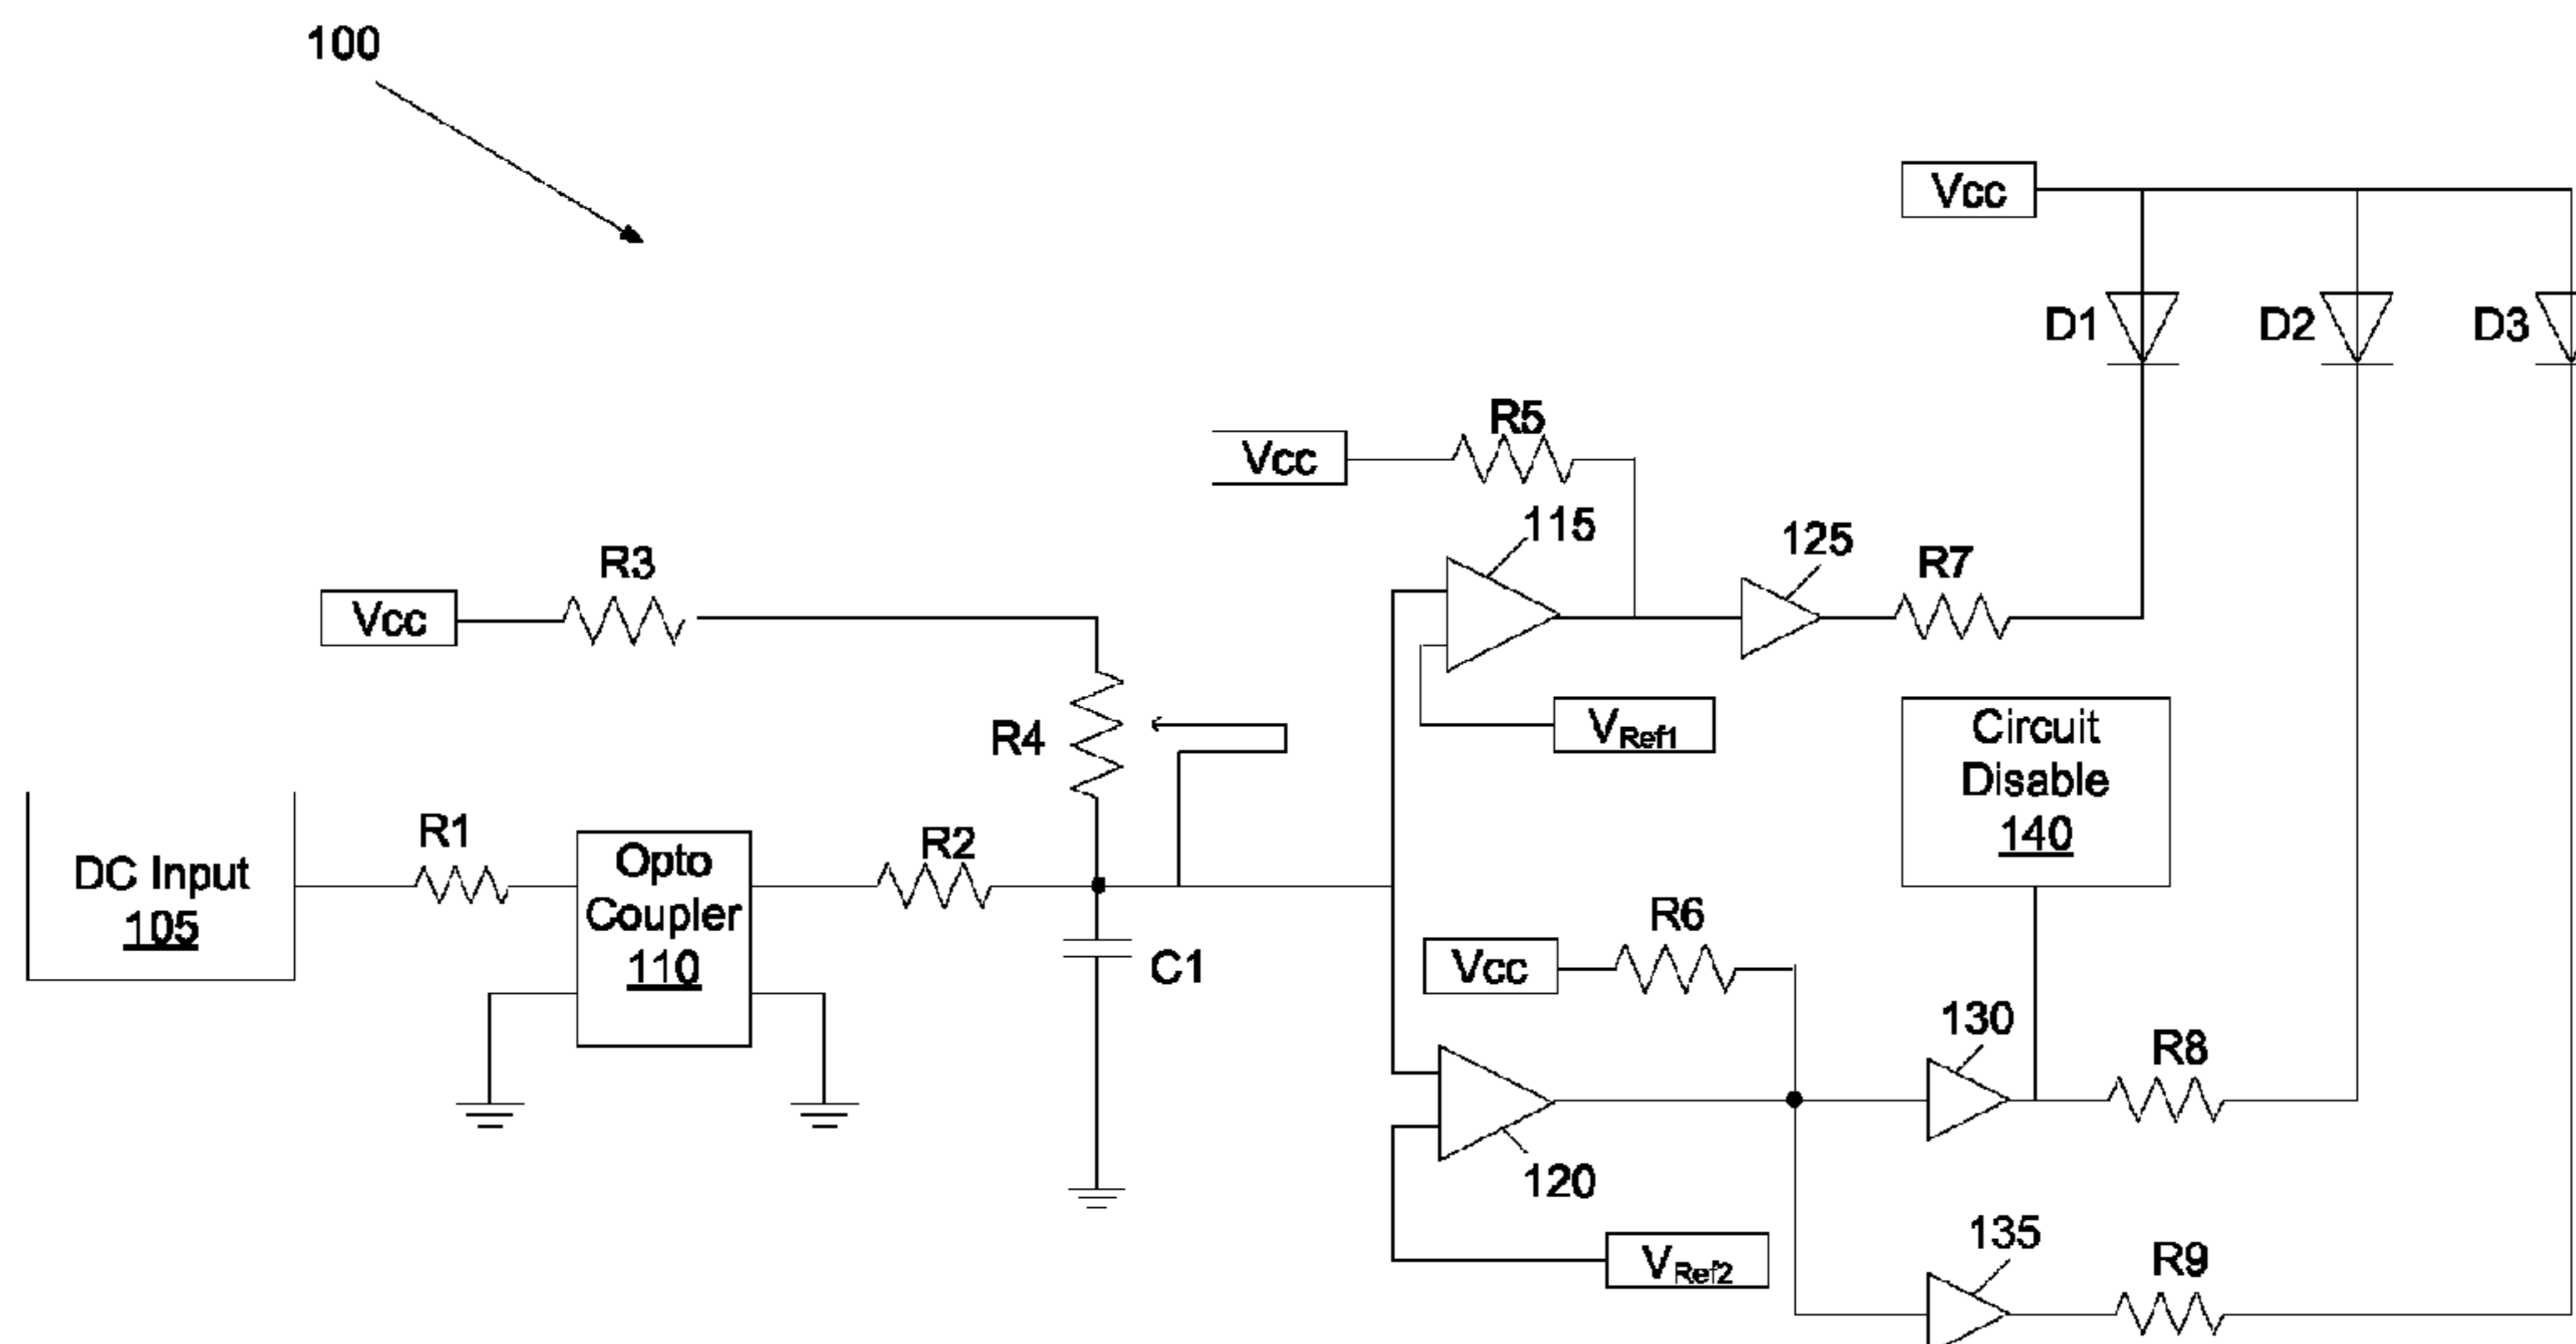 100
Vcc
D1
D2
D3
R5
Vcc
115
125
R7
R3
Vcc
R4
VRef1
Circuit
Disable
140
R1
R2
DC Input
105
Opto
Coupler
110
C1
R6
Vcc
130
R8
120
135
R9
VRef2